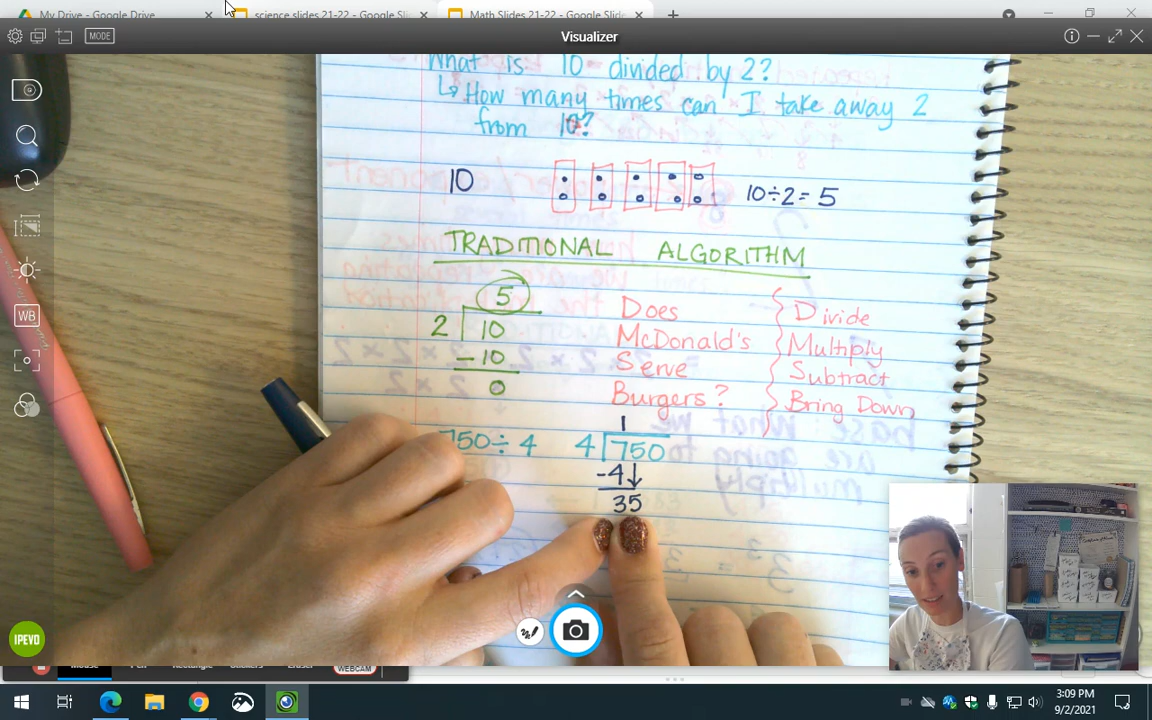 My Drive - Google Drive
science slides 21-22 - Google Sli
Math Slides 21-22 - Google Slide
MODE
Visualizer
What is 10 divided by 2?
↳ How many times can I take away 2
from 10?
10
10÷2=5
TRADITIONAL ALGORITHM
5
2 10
-10
0
Does
McDonald's
Serve
Burgers?
Divide
Multiply
Subtract
Bring Down
750÷4
1
4 750
-4↓
35
WB
IPEVO
WEBCAM
3:09 PM
9/2/2021